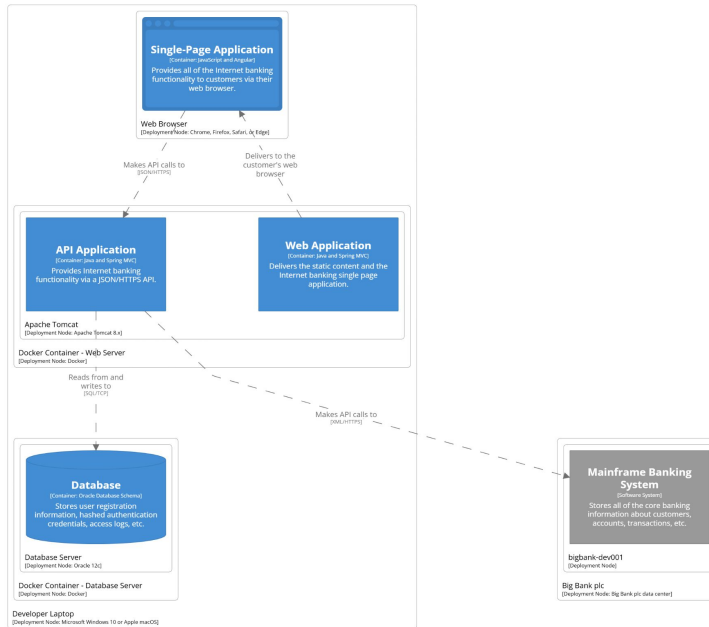 Single-Page Application
[Container: JavaScript and Angular]
Provides all of the Internet banking
functionality to customers via their
web browser.
Web Browser
[Deployment Node: Chrome, Firefox, Safari, or Edge]
Makes API calls to
[JSON/HTTPS]
Delivers to the
customer's web
browser
API Application
[Container: Java and Spring MVC]
Provides Internet banking
functionality via a JSON/HTTPS API.
Web Application
[Container: Java and Spring MVC]
Delivers the static content and the
Internet banking single page
application.
Apache Tomcat
[Deployment Node: Apache Tomcat 8.x]
Docker Container - Web Server
[Deployment Node: Docker]
Reads from and
writes to
[SQL/TCP]
Makes API calls to
[XML/HTTPS]
Database
[Container: Oracle Database Schema]
Stores user registration
information, hashed authentication
credentials, access logs, etc.
Database Server
[Deployment Node: Oracle 12c]
Docker Container - Database Server
[Deployment Node: Docker]
Developer Laptop
[Deployment Node: Microsoft Windows 10 or Apple macOS]
Mainframe Banking
System
[Software System]
Stores all of the core banking
information about customers,
accounts, transactions, etc.
bigbank-dev001
[Deployment Node]
Big Bank plc
[Deployment Node: Big Bank plc data center]